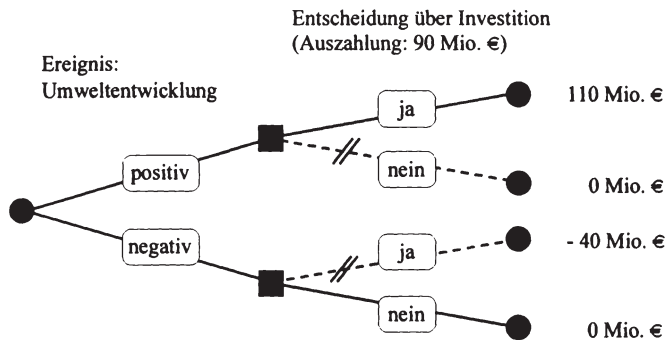 Entscheidung über Investition
(Auszahlung: 90 Mio. €)
Ereignis:
Umweltentwicklung
ja
110 Mio. €
positiv
nein
0 Mio. €
negativ
ja
- 40 Mio. €
nein
0 Mio. €